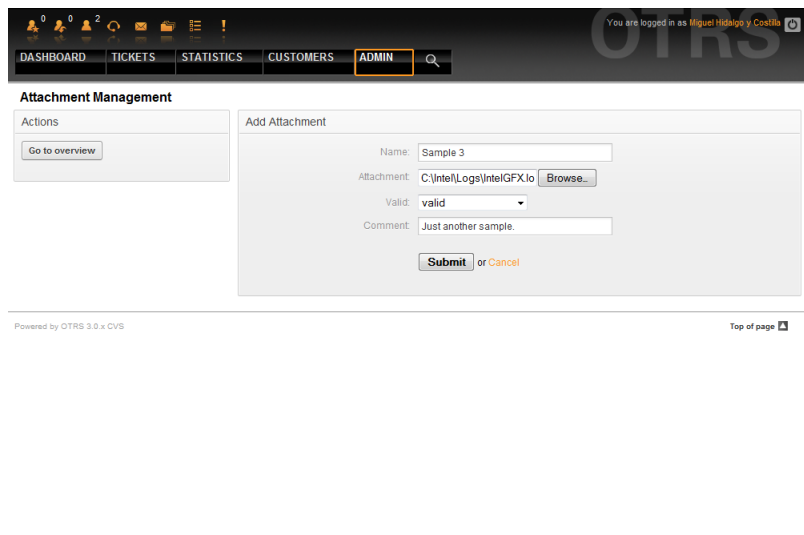 0 0 2
You are logged in as Miguel Hidalgo y Costilla
OTRS
DASHBOARD TICKETS STATISTICS CUSTOMERS ADMIN
Attachment Management
Actions
Go to overview
Add Attachment
Name: Sample 3
Attachment: C:\Intel\Logs\IntelGFX.lo Browse...
Valid: valid
Comment: Just another sample.
Submit or Cancel
Powered by OTRS 3.0.x CVS
Top of page